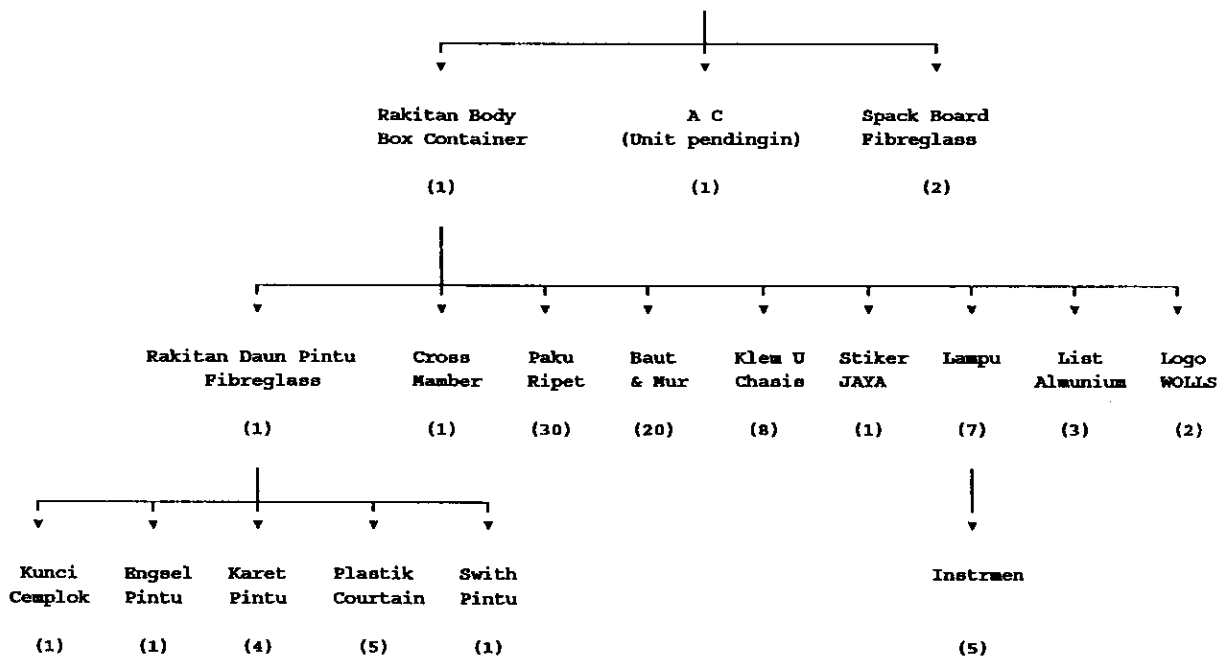 Rakitan Body A C Spack Board
Box Container (Unit pendingin) Fibreglass
(1) (1) (2)
Rakitan Daun Pintu Cross Paku Baut Klem U Stiker Lampu List Logo
Fibreglass Mamber Ripet & Mur Chasis JAYA Almunium WOLLS
(1) (1) (30) (20) (8) (1) (7) (3) (2)
Kunci Engsel Karet Plastik Swith Instrmen
Cemplok Pintu Pintu Courtain Pintu
(1) (1) (4) (5) (1) (5)